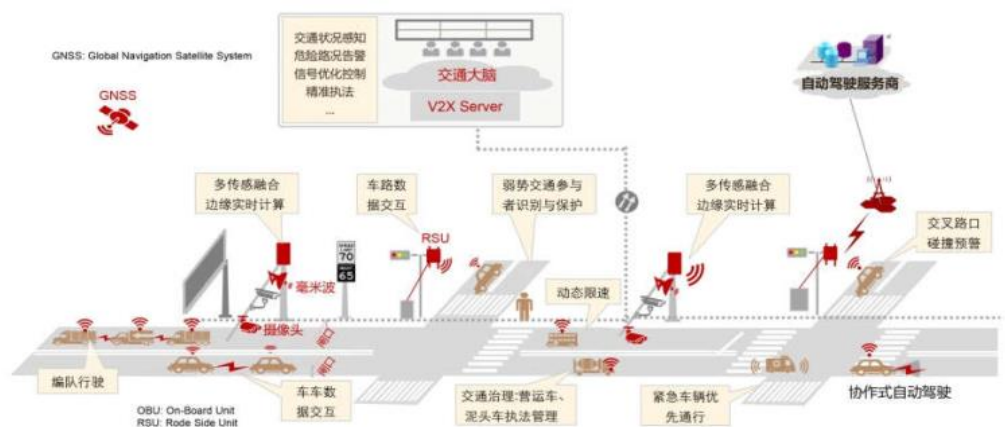 GNSS: Global Navigation Satellite System
GNSS
交通状况感知
危险路况告警
信号优化控制
精准执法
...
交通大脑
V2X Server
自动驾驶服务商
多传感融合
边缘实时计算
车路数
据交互
弱势交通参与
者识别与保护
多传感融合
边缘实时计算
交叉路口
碰撞预警
RSU
SPEED
LIMIT
70
NIGHT
65
毫米波
摄像头
动态限速
闸口
闸口
编队行驶
车车数
据交互
交通治理:营运车、
泥头车执法管理
紧急车辆优
先通行
协作式自动驾驶
OBU: On-Board Unit
RSU: Rode Side Unit